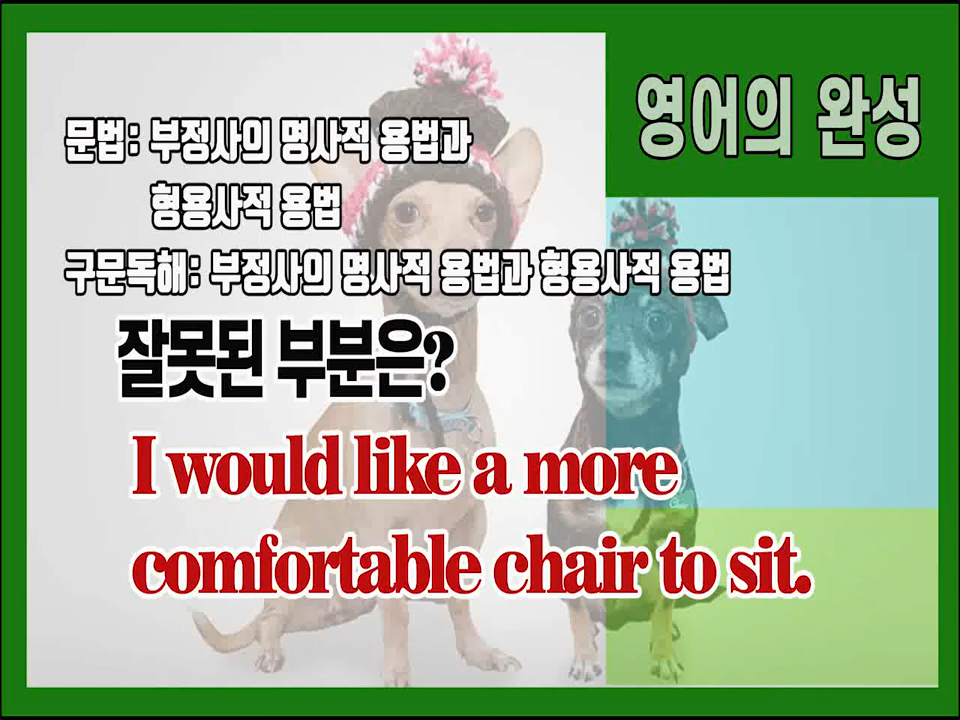 영어의 완성
문법: 부정사의 명사적 용법과
형용사적 용법
구문독해: 부정사의 명사적 용법과 형용사적 용법
잘못된 부분은?
I would like a more
comfortable chair to sit.